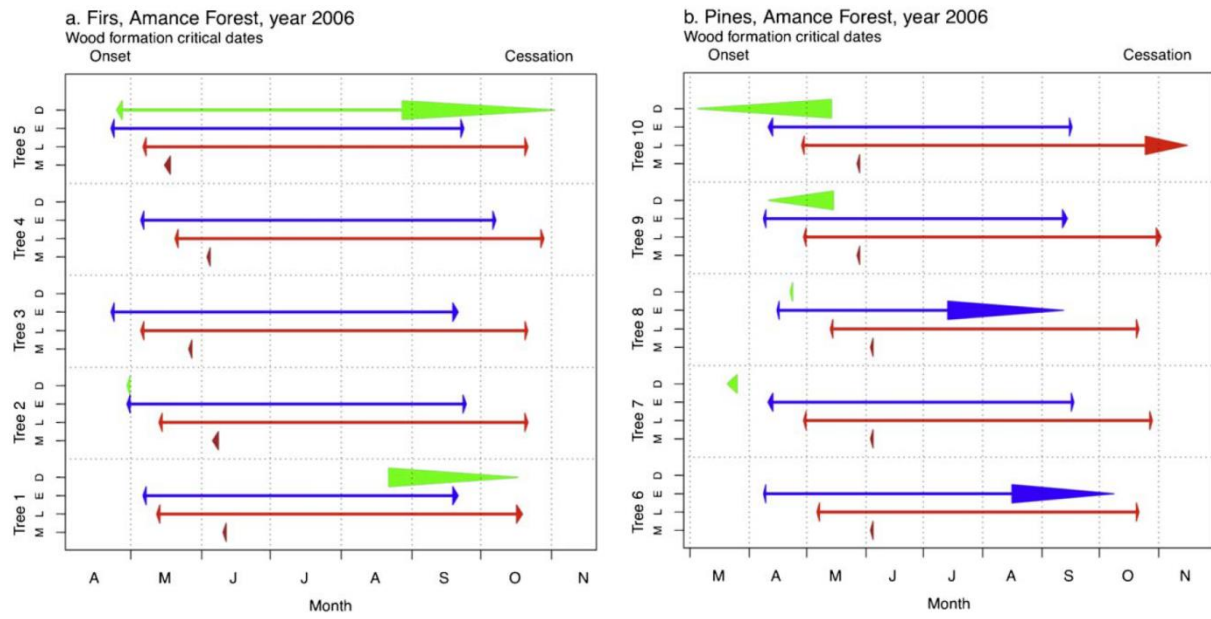 a. Firs, Amance Forest, year 2006
Wood formation critical dates
Onset
Cessation
Tree 5
M L E D
Tree 4
M L E D
Tree 3
M L E D
Tree 2
M L E D
Tree 1
M L E D
A M J J A S O N
Month
b. Pines, Amance Forest, year 2006
Wood formation critical dates
Onset
Cessation
Tree 10
M L E D
Tree 9
M L E D
Tree 8
M L E D
Tree 7
M L E D
Tree 6
M L E D
M A M J J A S O N
Month